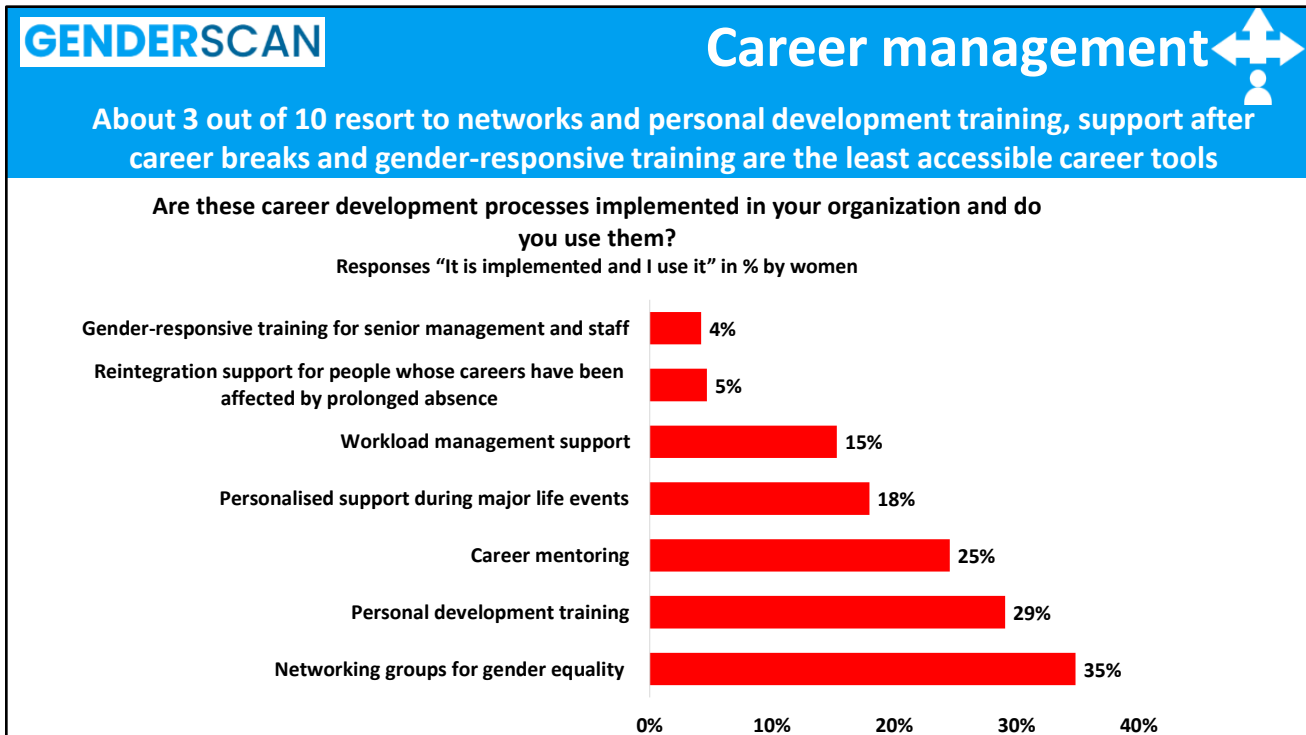 GENDERSCAN
Career management
About 3 out of 10 resort to networks and personal development training, support after
career breaks and gender-responsive training are the least accessible career tools
Are these career development processes implemented in your organization and do
you use them?
Responses “It is implemented and I use it” in % by women
Gender-responsive training for senior management and staff
4%
Reintegration support for people whose careers have been
affected by prolonged absence
5%
Workload management support
15%
Personalised support during major life events
18%
Career mentoring
25%
Personal development training
29%
Networking groups for gender equality
35%
0% 10% 20% 30% 40%